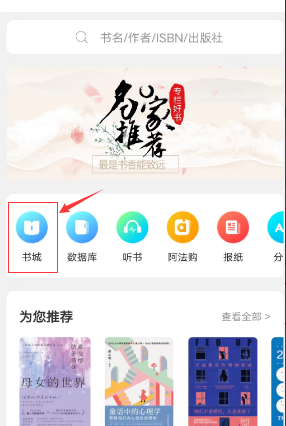 书名/作者/ISBN/出版社
名家推荐
专栏好书
最是书香能致远
书城
数据库
听书
阿法购
报纸
分
为您推荐
查看全部 >
母女的世界
童话中的心理学